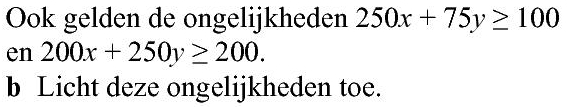 Ook gelden de ongelijkheden 250x + 75y ≥ 100
en 200x + 250y ≥ 200.
b Licht deze ongelijkheden toe.